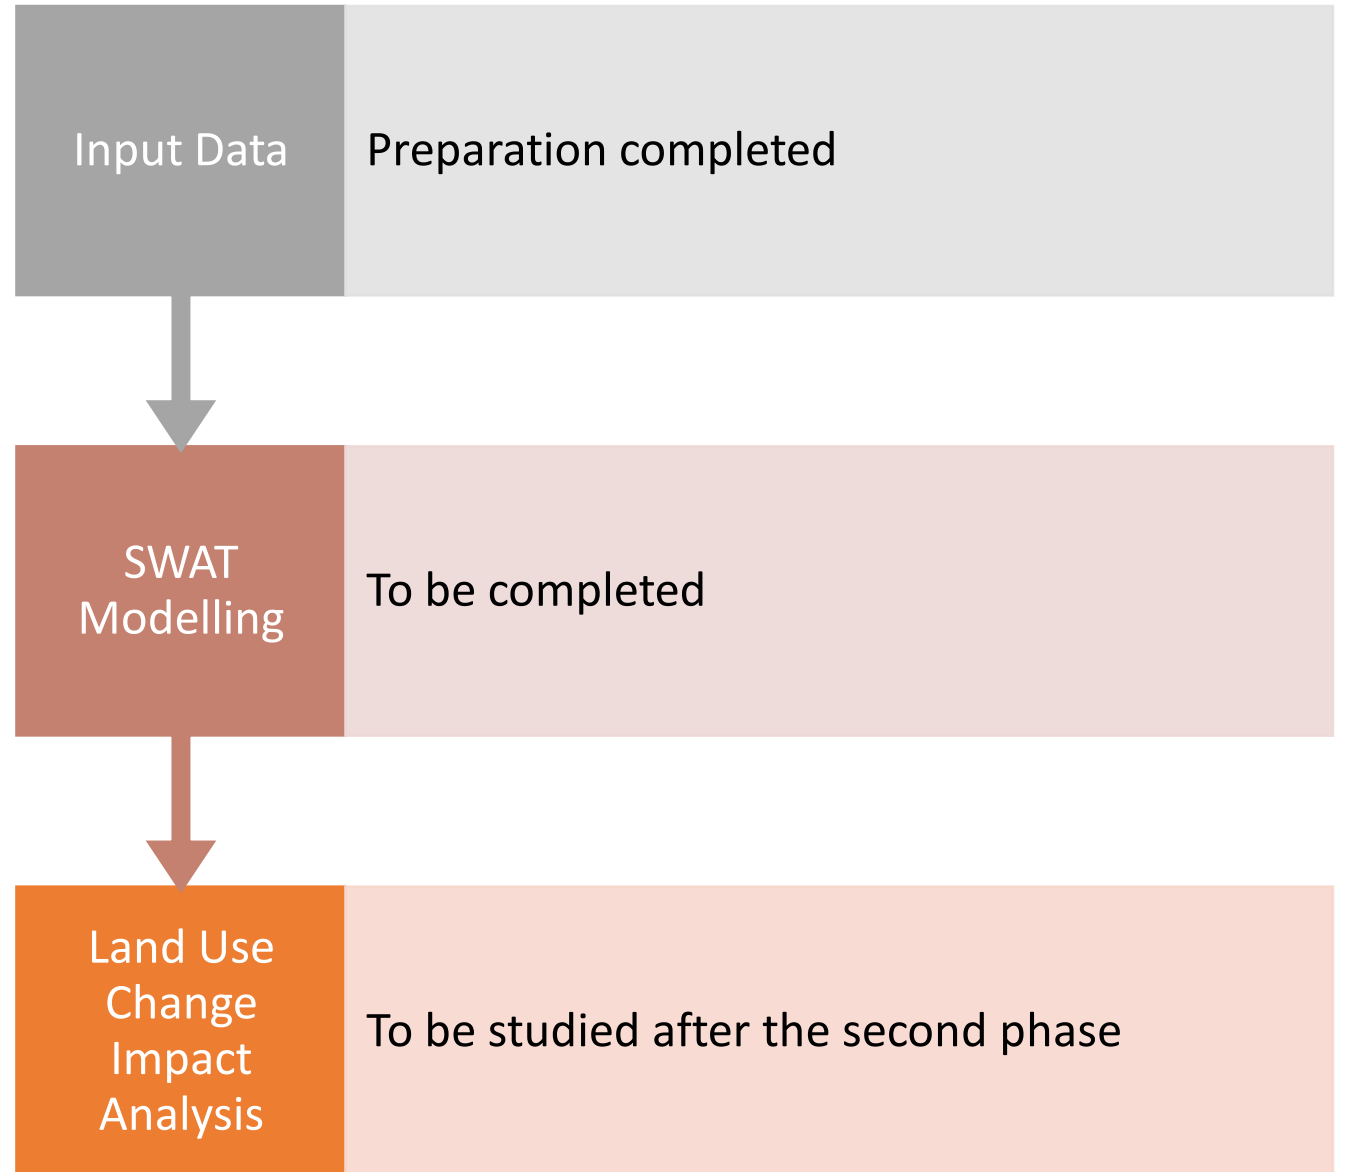 Input Data
Preparation completed
SWAT
Modelling
To be completed
Land Use
Change
Impact
Analysis
To be studied after the second phase